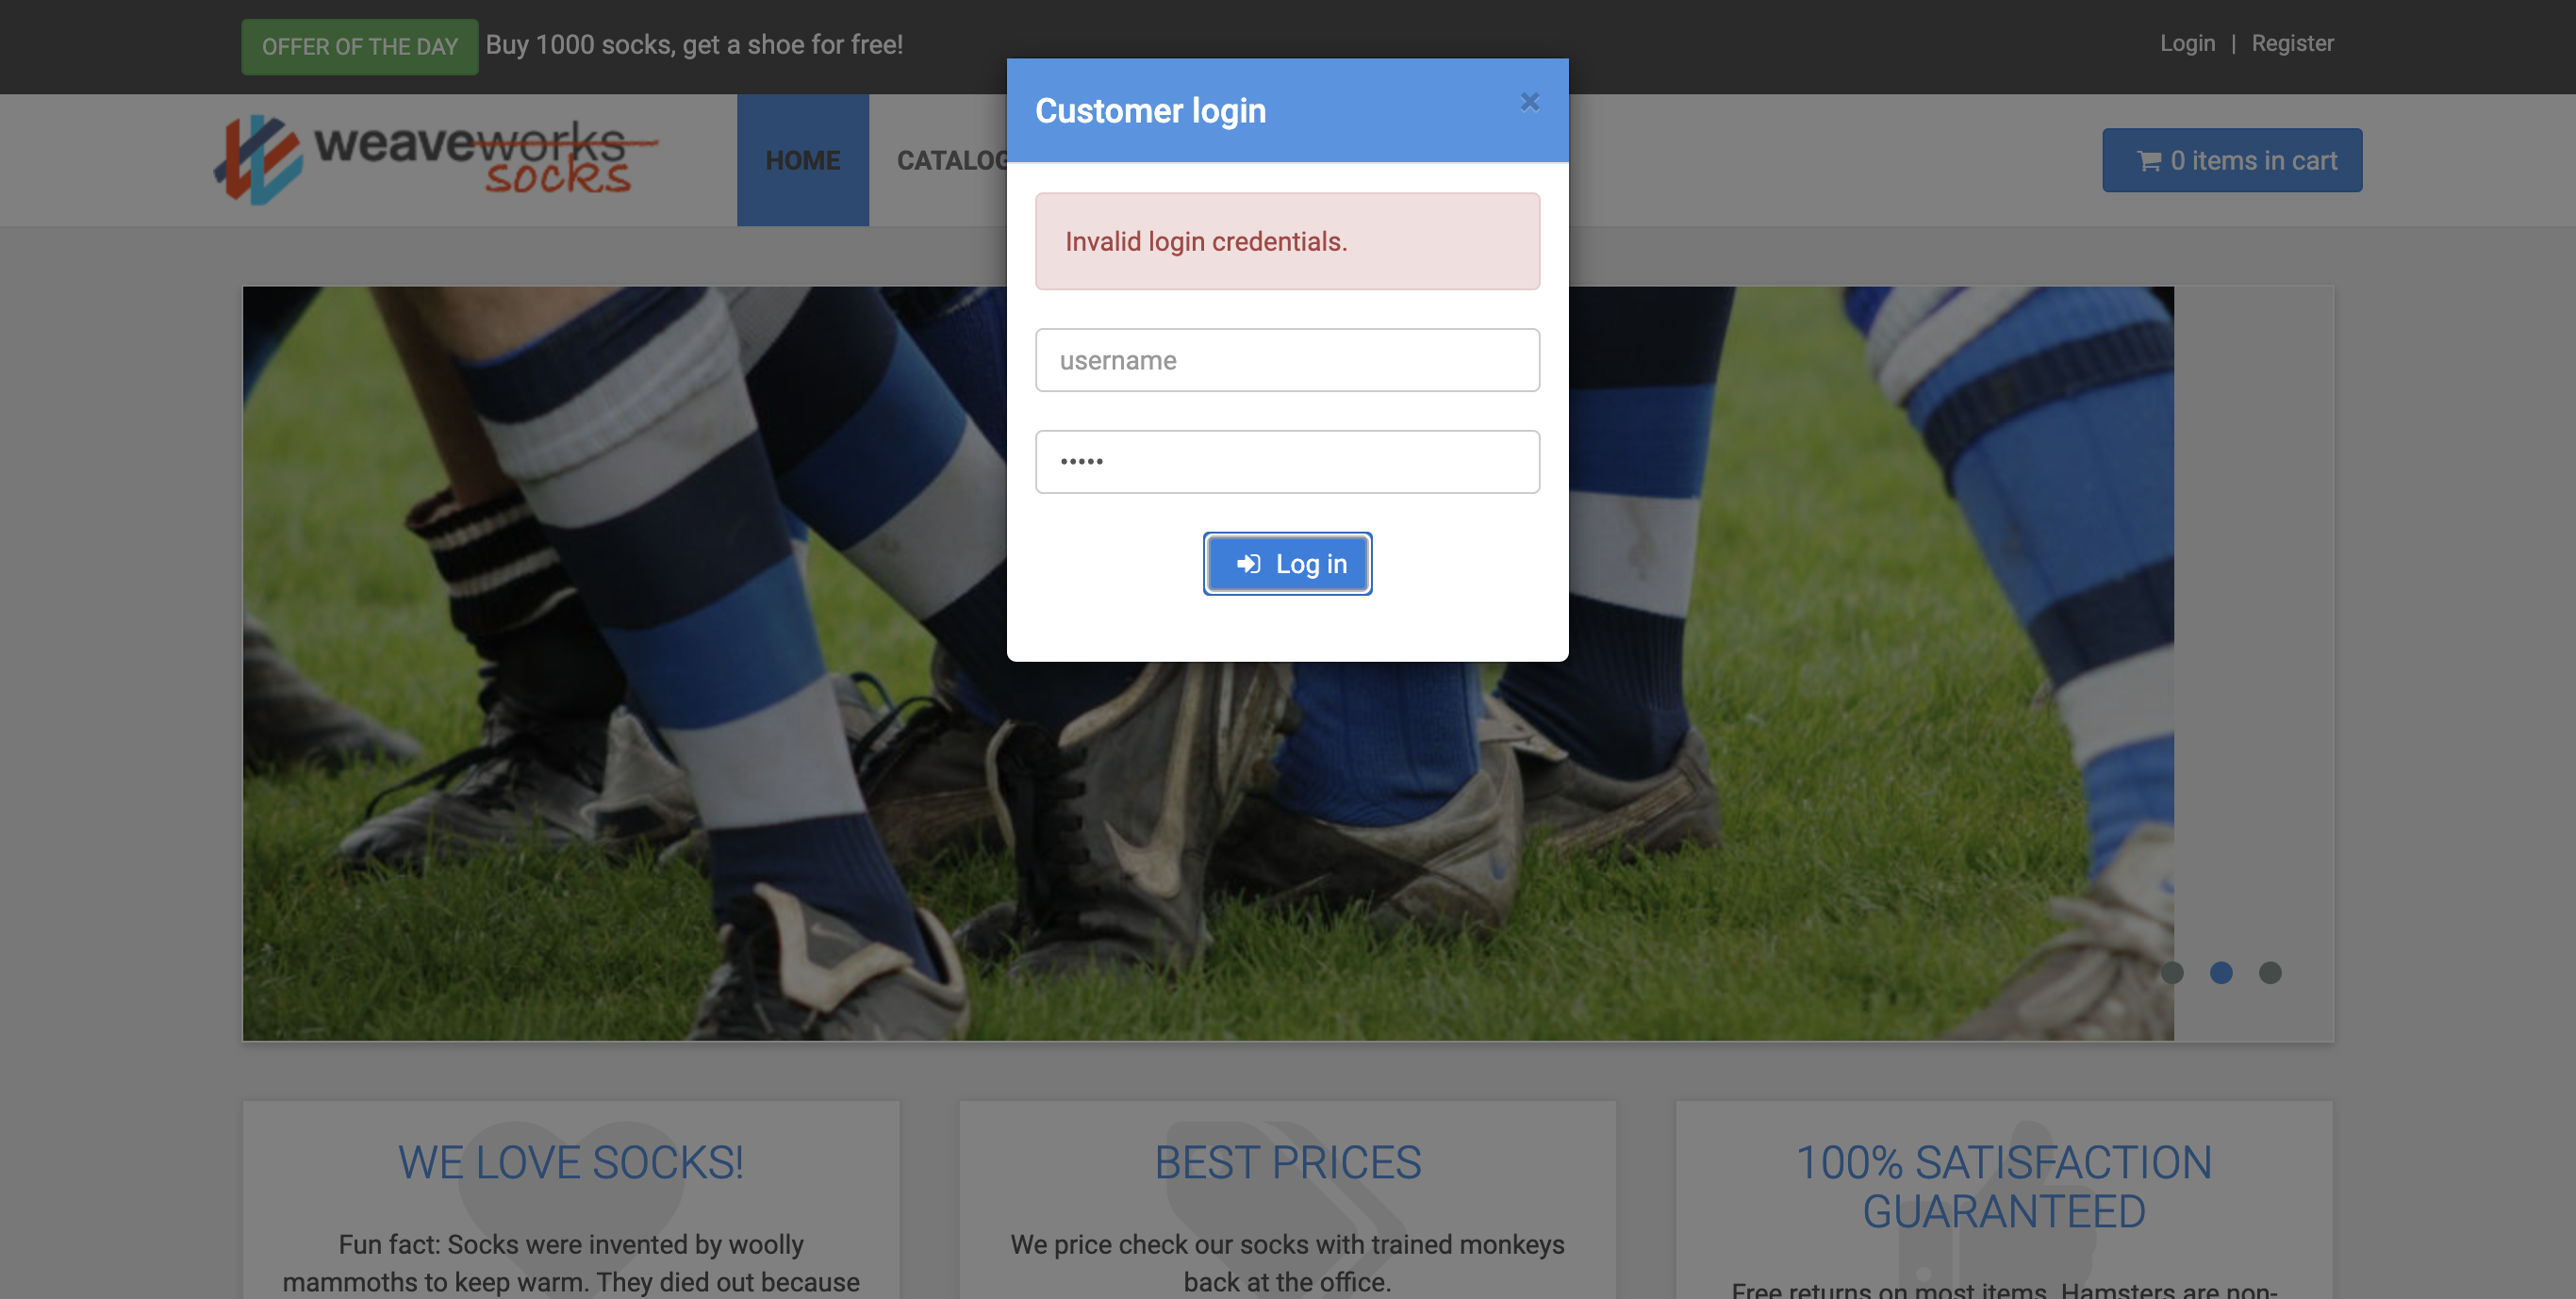 OFFER OF THE DAY Buy 1000 socks, get a shoe for free!
Login | Register
weaveworks
socks
HOME
CATALOG
0 items in cart
Customer login
×
Invalid login credentials.
username
•••••
Log in
WE LOVE SOCKS!
Fun fact: Socks were invented by woolly
mammoths to keep warm. They died out because
BEST PRICES
We price check our socks with trained monkeys
back at the office.
100% SATISFACTION
GUARANTEED
Free returns on most items. Hamsters are non-